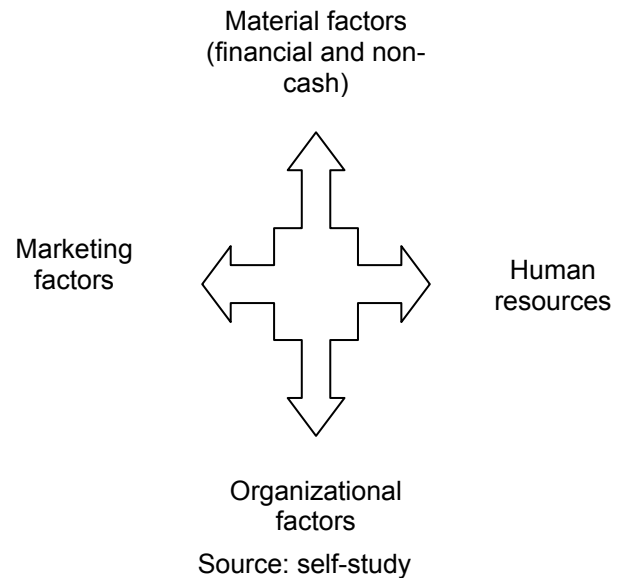 Material factors
(financial and non-
cash)
Marketing
factors
Human
resources
Organizational
factors
Source: self-study